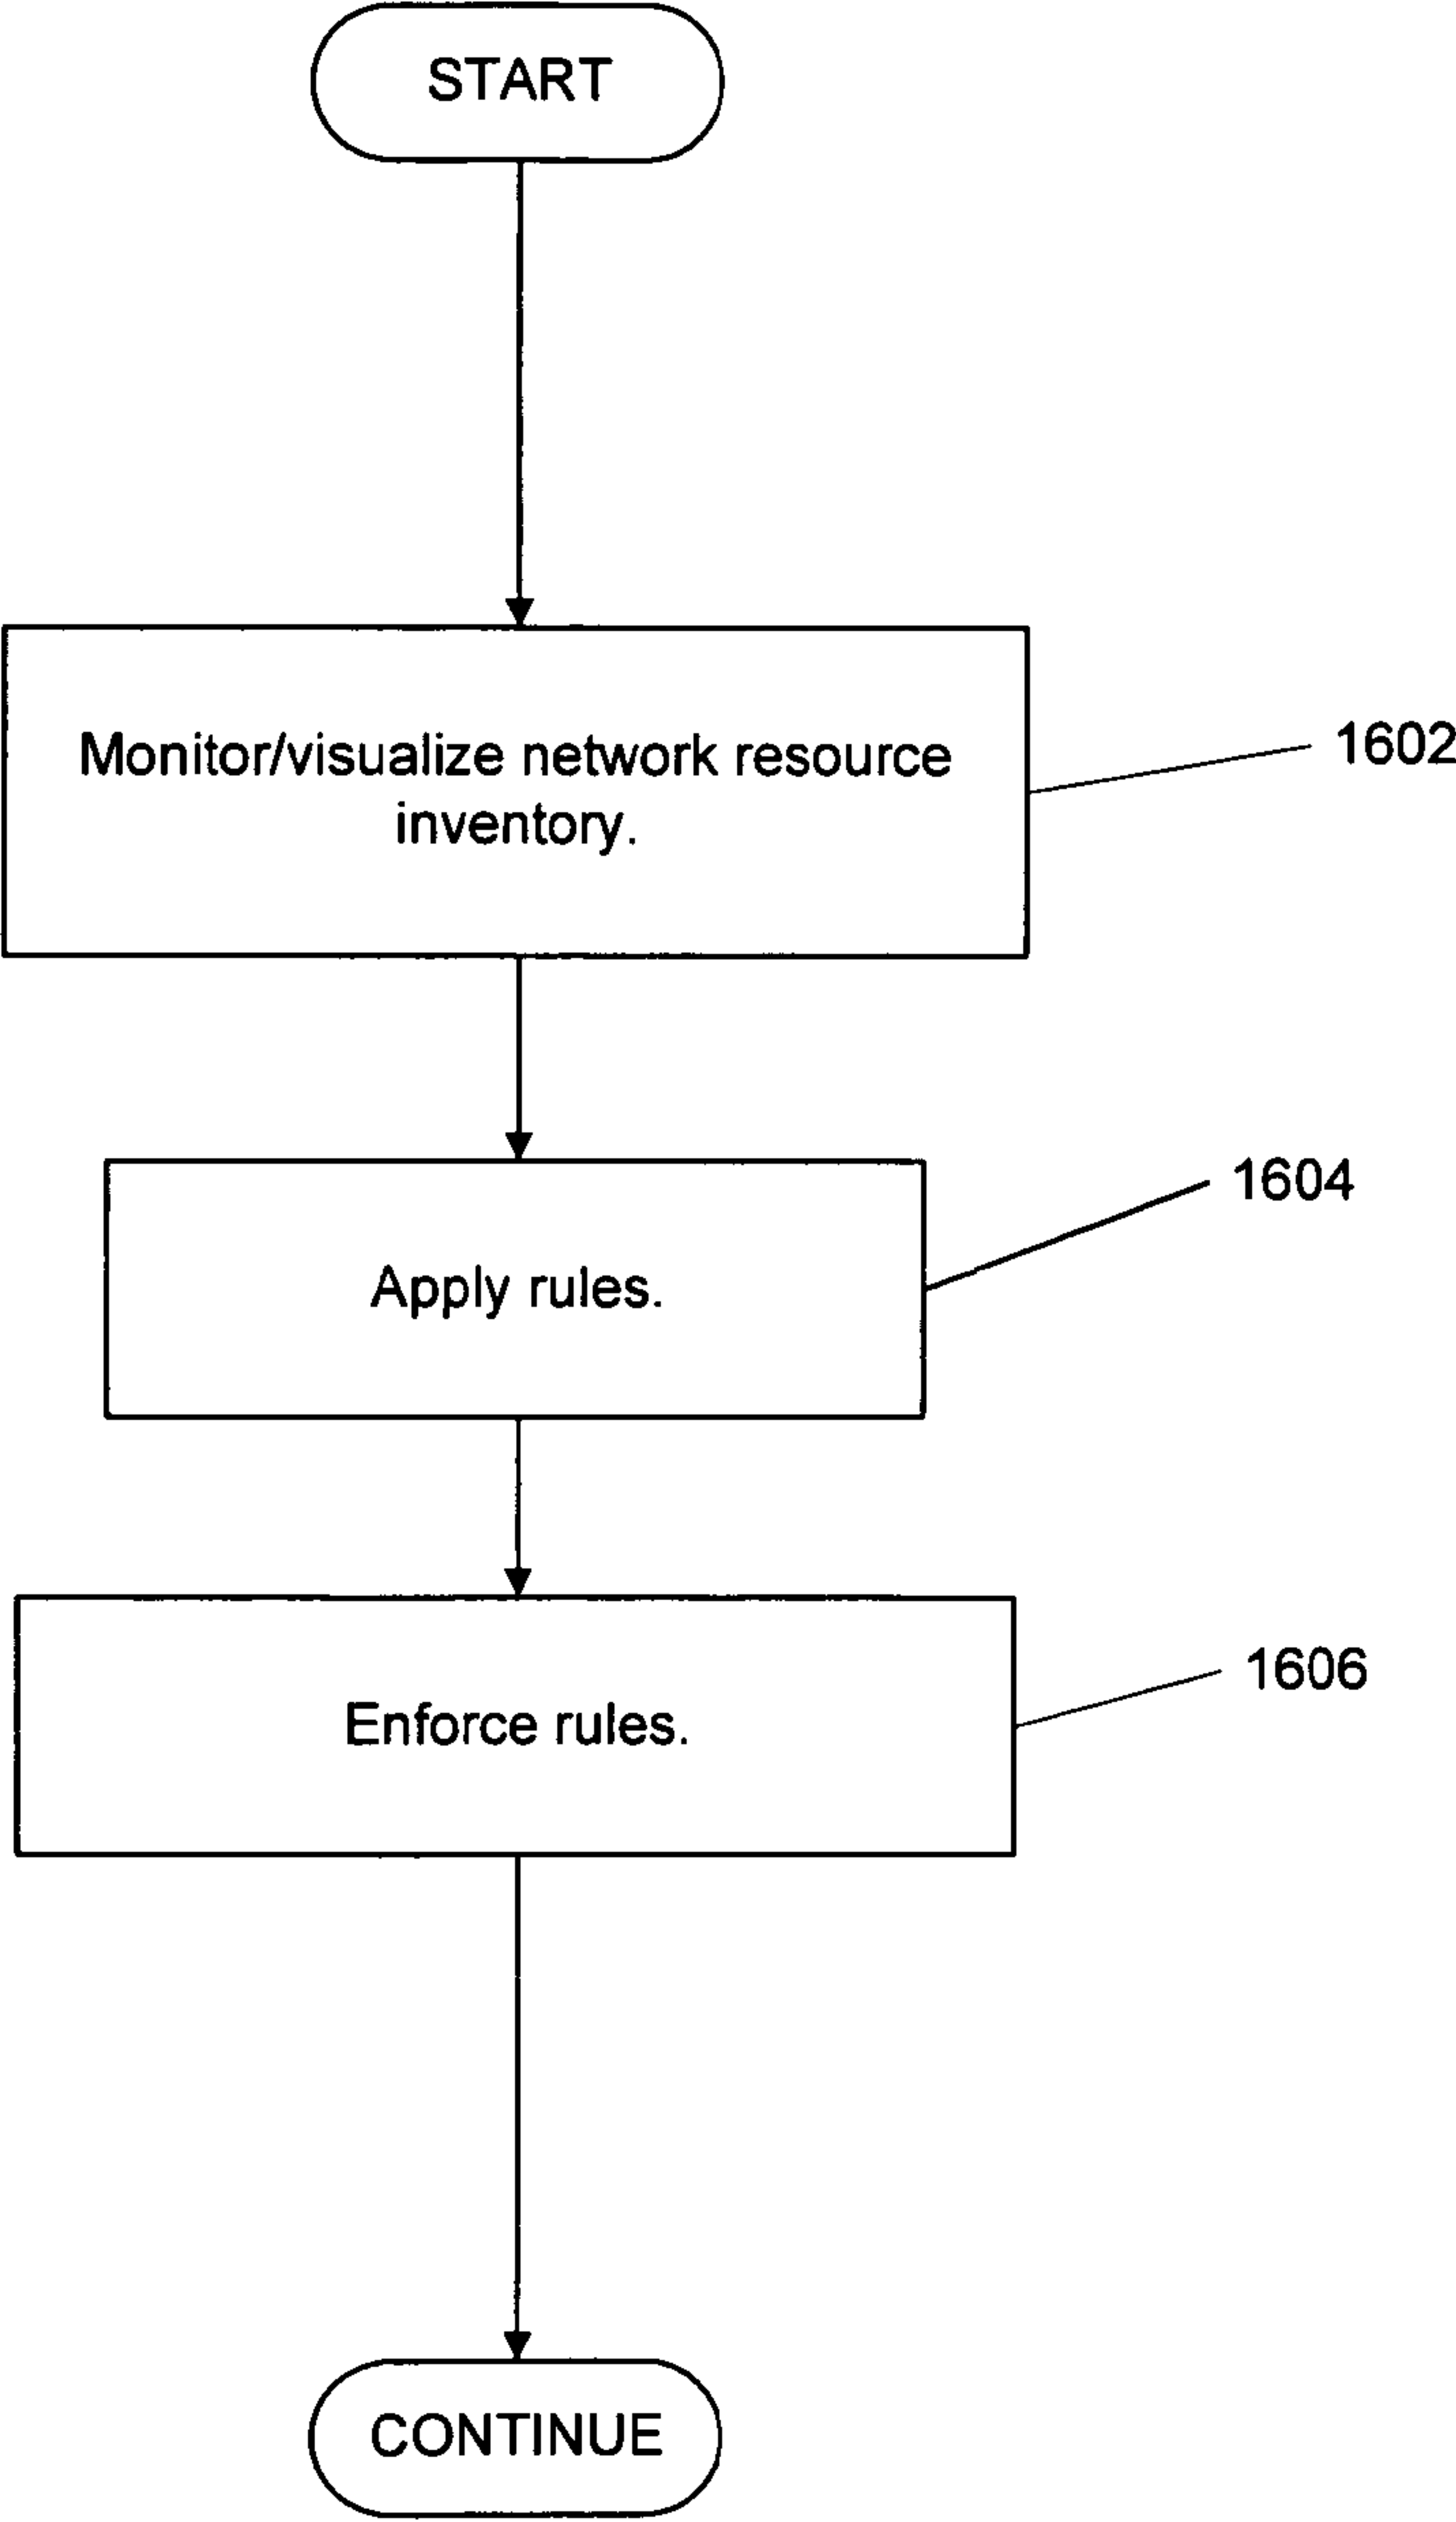 START
Monitor/visualize network resource
inventory.
1602
Apply rules.
1604
Enforce rules.
1606
CONTINUE